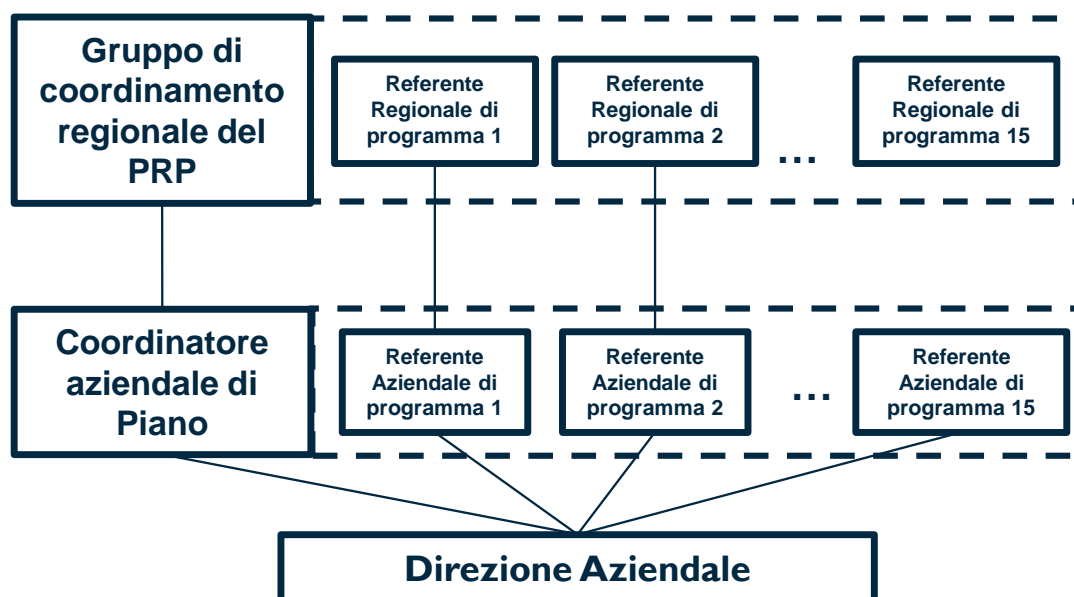 Gruppo di
coordinamento
regionale del
PRP
Referente
Regionale di
programma 1
Referente
Regionale di
programma 2
...
Referente
Regionale di
programma 15
Coordinatore
aziendale di
Piano
Referente
Aziendale di
programma 1
Referente
Aziendale di
programma 2
...
Referente
Aziendale di
programma 15
Direzione Aziendale